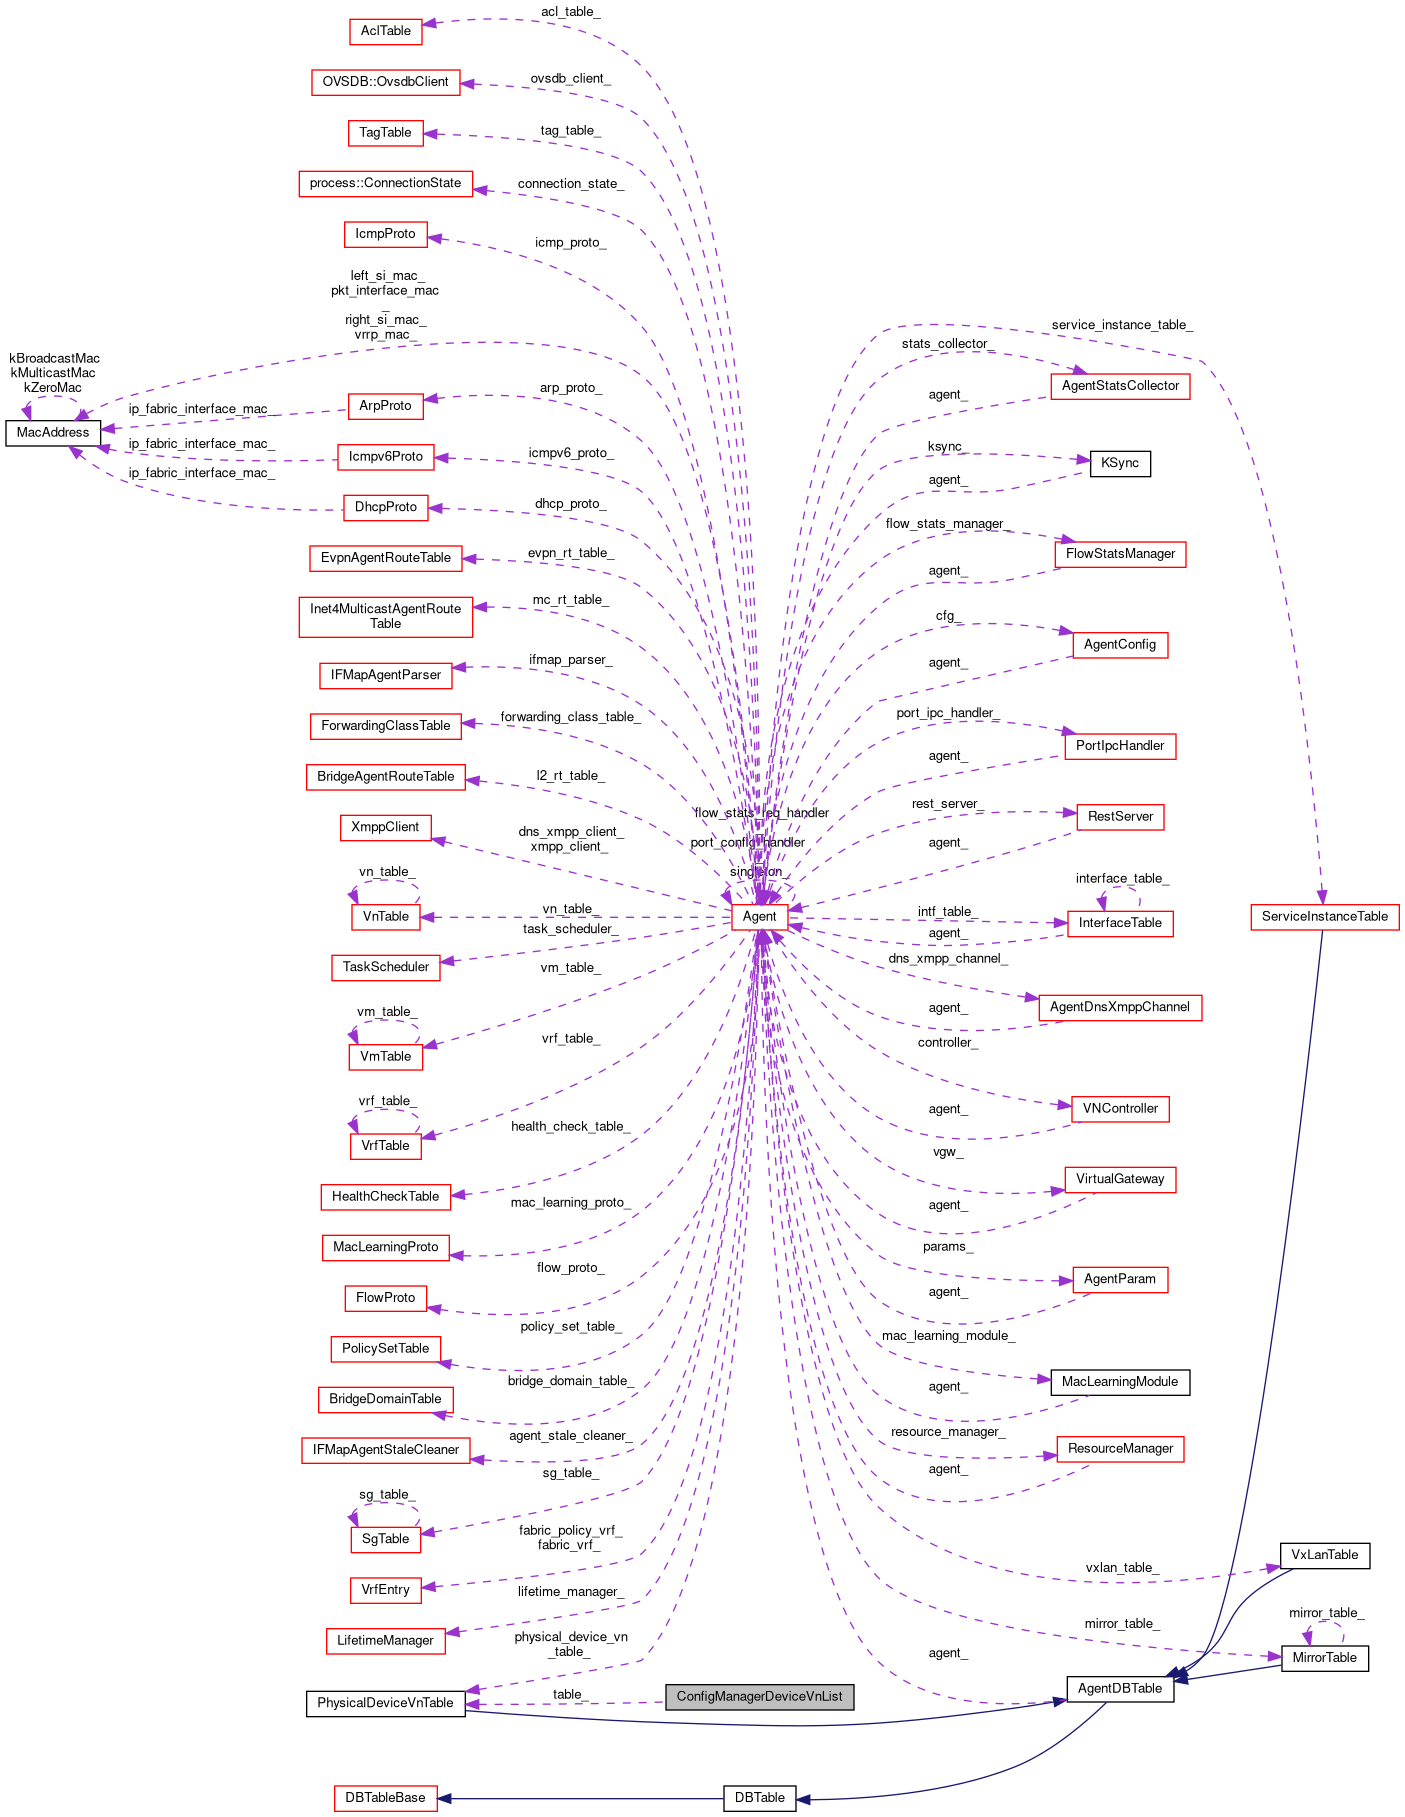 acl_table_
AclTable
ovsdb_client_
OVSDB::OvsdbClient
tag_table_
TagTable
connection_state_
process::ConnectionState
icmp_proto_
IcmpProto
left_si_mac_
pkt_interface_mac
_
right_si_mac_
vrrp_mac_
service_instance_table_
stats_collector_
AgentStatsCollector
kBroadcastMac
kMulticastMac
kZeroMac
MacAddress
ip_fabric_interface_mac_
ArpProto
arp_proto_
agent_
ip_fabric_interface_mac_
Icmpv6Proto
icmpv6_proto_
ksync_
KSync
agent_
ip_fabric_interface_mac_
DhcpProto
dhcp_proto_
flow_stats_manager_
FlowStatsManager
agent_
EvpnAgentRouteTable
evpn_rt_table_
Inet4MulticastAgentRoute
Table
mc_rt_table_
cfg_
AgentConfig
agent_
IFMapAgentParser
ifmap_parser_
ForwardingClassTable
forwarding_class_table_
port_ipc_handler_
PortIpcHandler
agent_
BridgeAgentRouteTable
l2_rt_table_
flow_stats_req_handler
_
port_config_handler
_
singleton_
rest_server_
RestServer
agent_
XmppClient
dns_xmpp_client_
xmpp_client_
vn_table_
VnTable
vn_table_
Agent
intf_table_
interface_table_
InterfaceTable
agent_
ServiceInstanceTable
TaskScheduler
task_scheduler_
dns_xmpp_channel_
AgentDnsXmppChannel
agent_
vm_table_
vm_table_
VmTable
controller_
VNController
agent_
vrf_table_
vrf_table_
VrfTable
health_check_table_
HealthCheckTable
vgw_
VirtualGateway
agent_
mac_learning_proto_
MacLearningProto
params_
AgentParam
agent_
flow_proto_
FlowProto
policy_set_table_
PolicySetTable
mac_learning_module_
MacLearningModule
agent_
bridge_domain_table_
BridgeDomainTable
agent_stale_cleaner_
IFMapAgentStaleCleaner
resource_manager_
ResourceManager
agent_
sg_table_
sg_table_
SgTable
fabric_policy_vrf_
fabric_vrf_
VrfEntry
vxlan_table_
VxLanTable
lifetime_manager_
LifetimeManager
mirror_table_
mirror_table_
MirrorTable
physical_device_vn
_table_
agent_
PhysicalDeviceVnTable
table_
ConfigManagerDeviceVnList
AgentDBTable
DBTableBase
DBTable